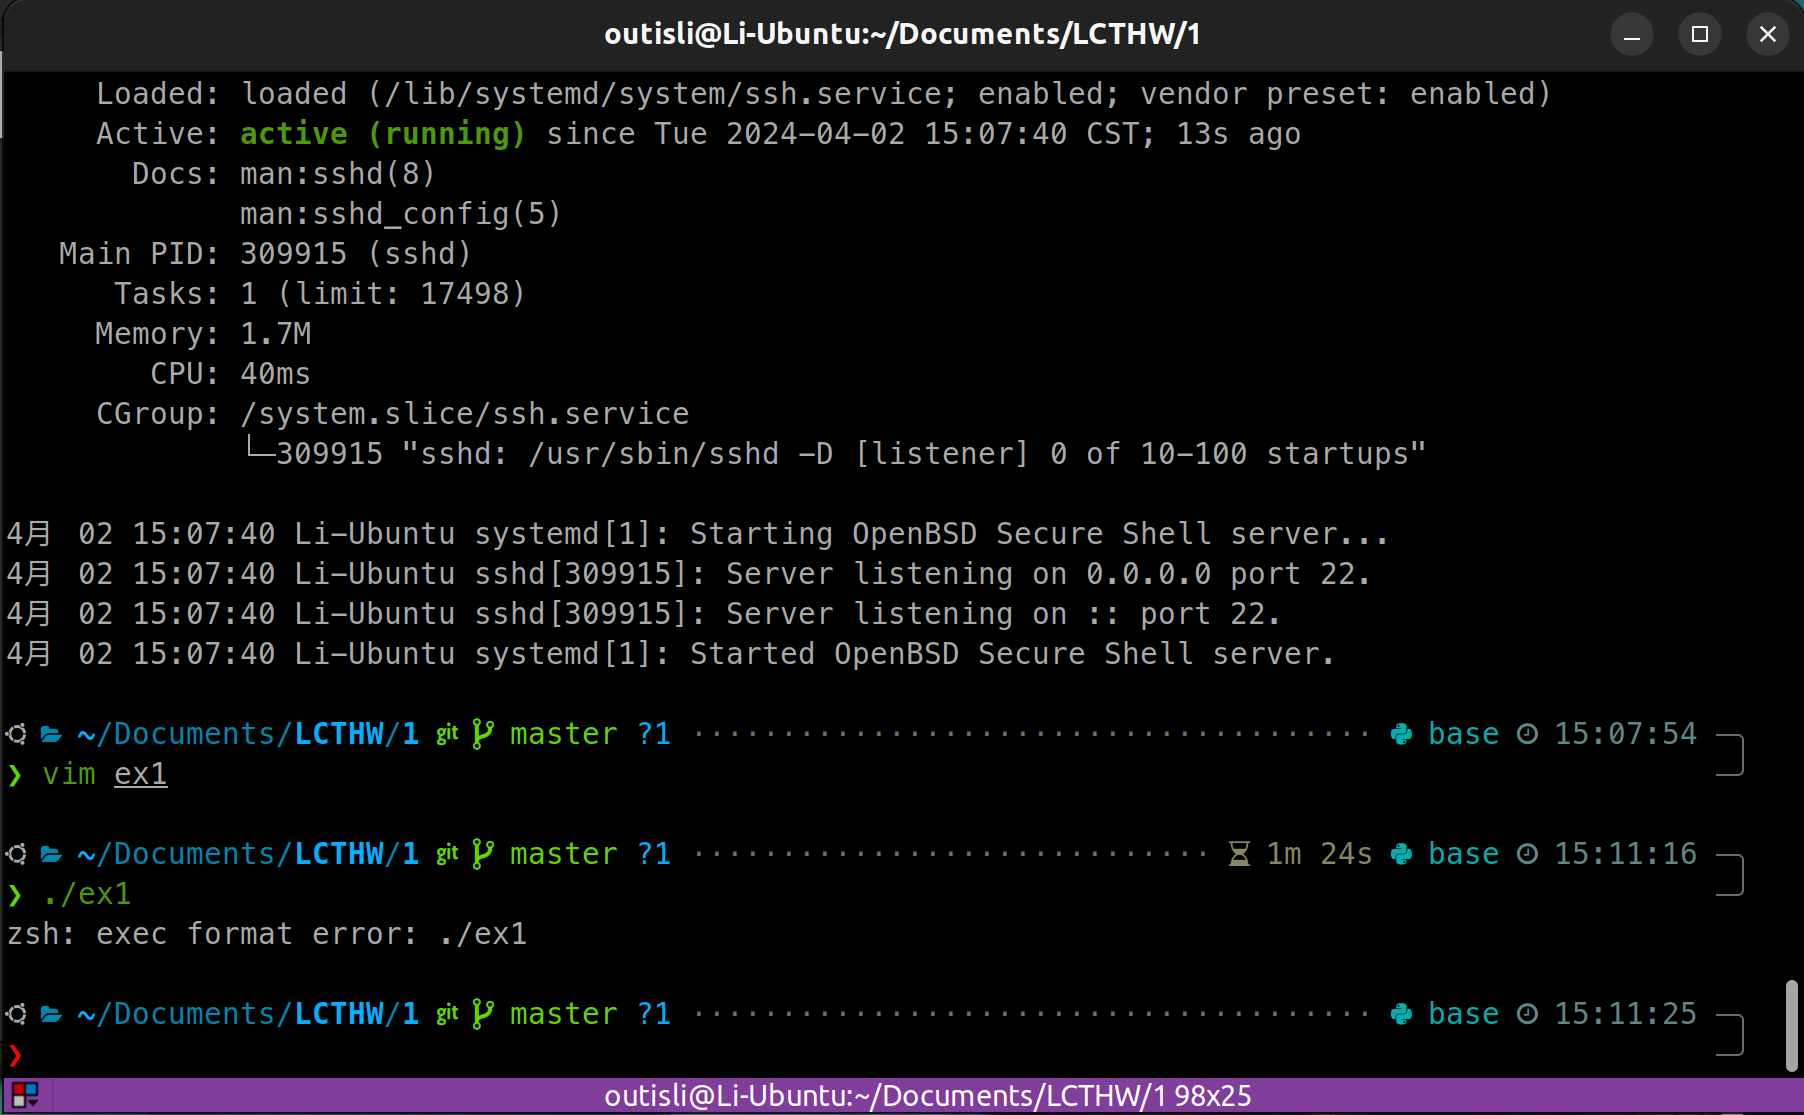 outisli@Li-Ubuntu:~/Documents/LCTHW/1
Loaded: loaded (/lib/systemd/system/ssh.service; enabled; vendor preset: enabled)
Active: active (running) since Tue 2024-04-02 15:07:40 CST; 13s ago
Docs: man:sshd(8)
man:sshd_config(5)
Main PID: 309915 (sshd)
Tasks: 1 (limit: 17498)
Memory: 1.7M
CPU: 40ms
CGroup: /system.slice/ssh.service
└─309915 "sshd: /usr/sbin/sshd -D [listener] 0 of 10-100 startups"
4月 02 15:07:40 Li-Ubuntu systemd[1]: Starting OpenBSD Secure Shell server...
4月 02 15:07:40 Li-Ubuntu sshd[309915]: Server listening on 0.0.0.0 port 22.
4月 02 15:07:40 Li-Ubuntu sshd[309915]: Server listening on :: port 22.
4月 02 15:07:40 Li-Ubuntu systemd[1]: Started OpenBSD Secure Shell server.
~/Documents/LCTHW/1 git master ?1 base 15:07:54
❯ vim ex1
~/Documents/LCTHW/1 git master ?1 1m 24s base 15:11:16
❯ ./ex1
zsh: exec format error: ./ex1
~/Documents/LCTHW/1 git master ?1 base 15:11:25
❯
outisli@Li-Ubuntu:~/Documents/LCTHW/1 98x25